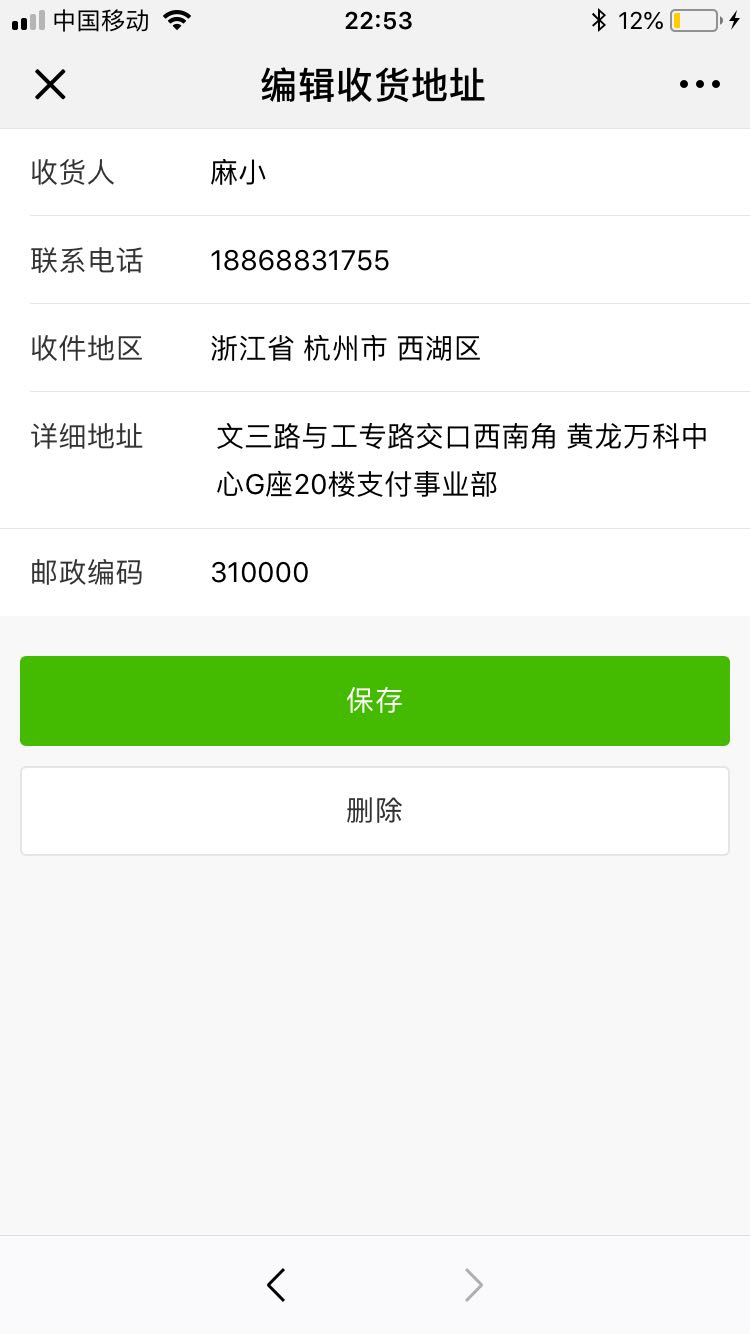 中国移动 22:53 12%
编辑收货地址
收货人 麻小
联系电话 18868831755
收件地区 浙江省 杭州市 西湖区
详细地址 文三路与工专路交口西南角 黄龙万科中
心G座20楼支付事业部
邮政编码 310000
保存
删除